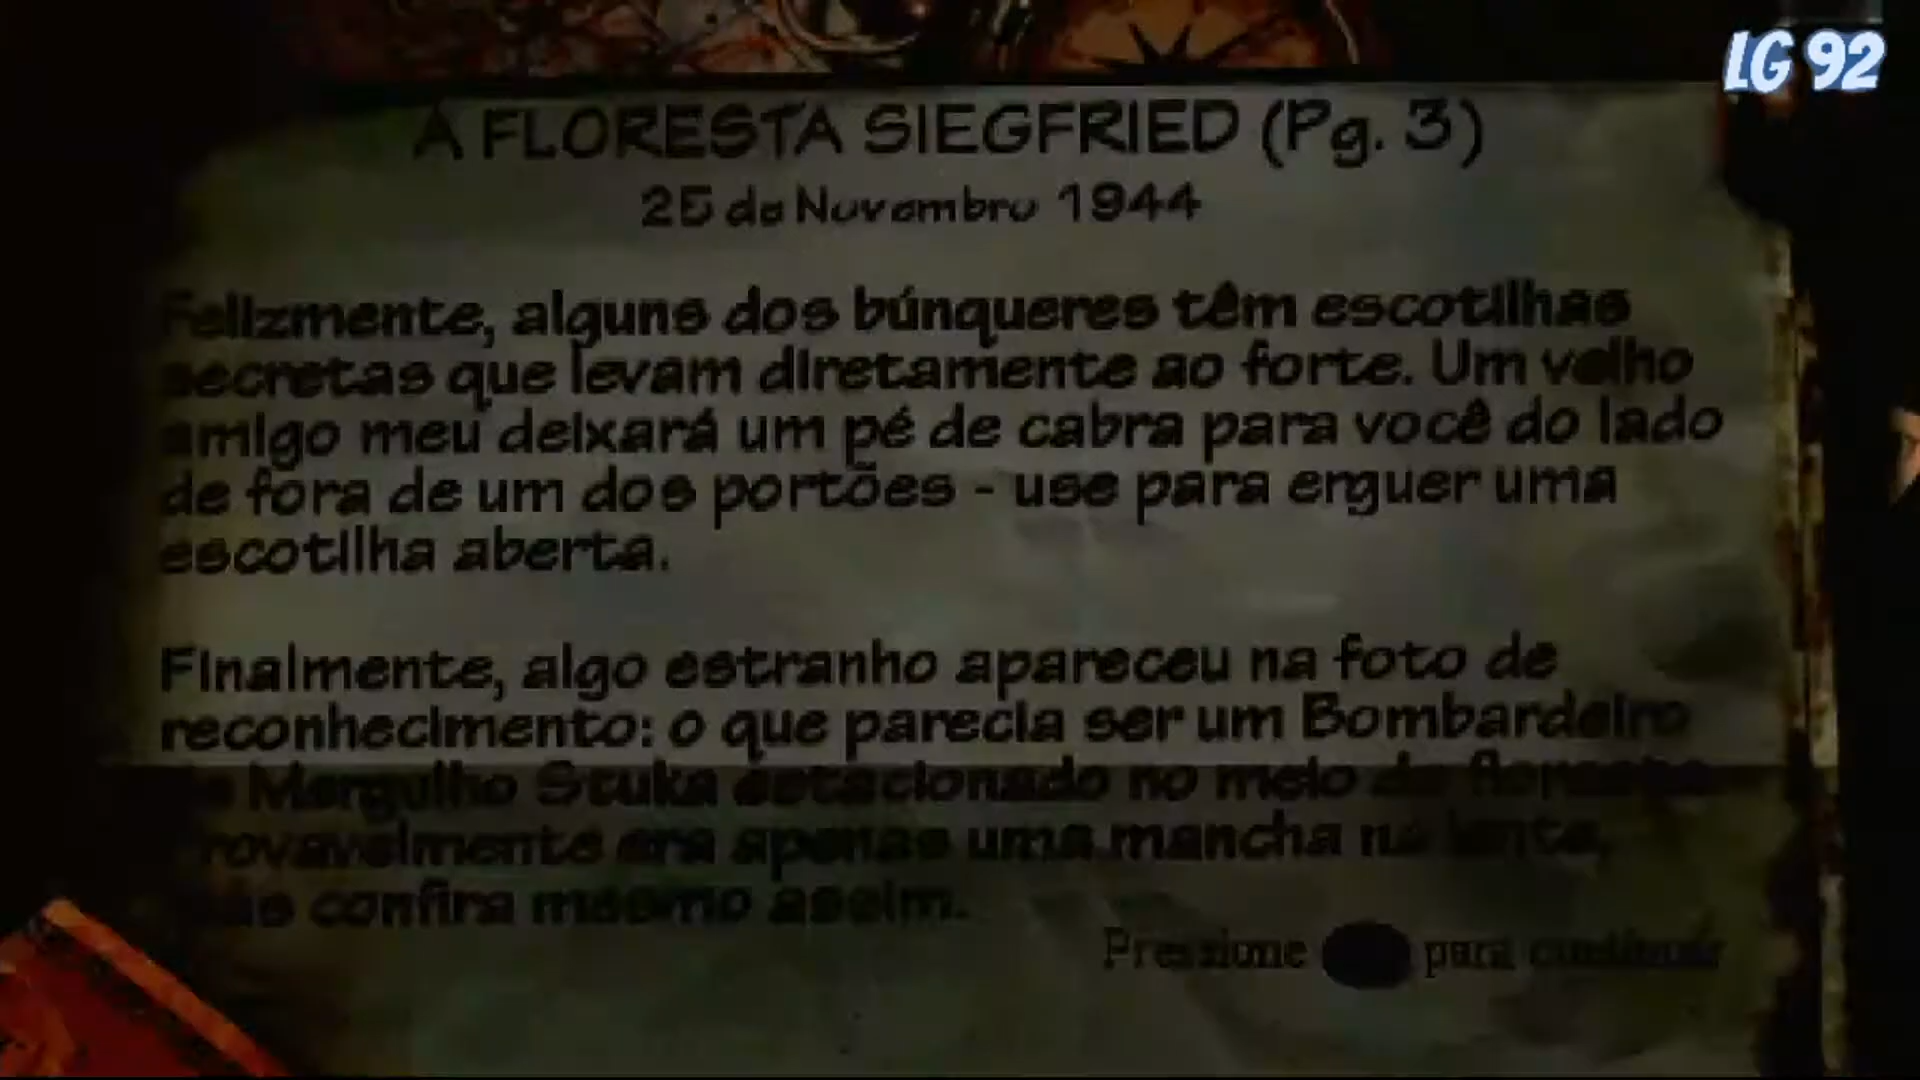 LG 92
A FLORESTA SIEGFRIED (Pg. 3)
25 de Novembro 1944
Felizmente, alguns dos búnqueres têm escotilhas
secretas que levam diretamente ao forte. Um velho
amigo meu deixará um pé de cabra para você do lado
de fora de um dos portões - use para erguer uma
escotilha aberta.
Finalmente, algo estranho apareceu na foto de
reconhecimento: o que parecia ser um Bombardeiro
de Mergulho Stuka estacionado no meio da floresta
Provavelmente era apenas uma mancha na lente,
mas confira mesmo assim.
Pressione para continuar